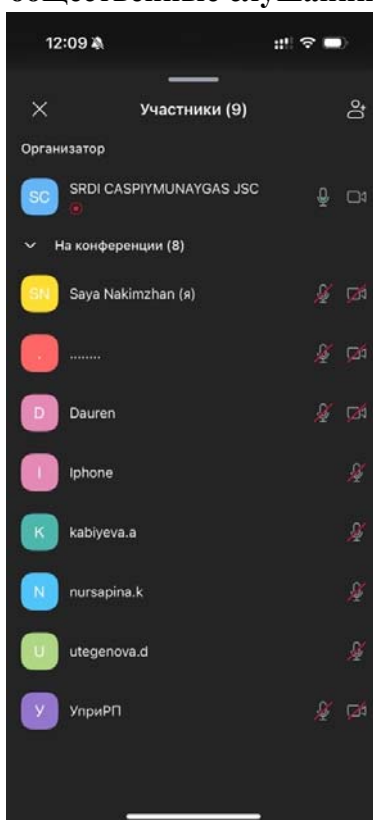 12:09
Участники (9)
Организатор
SC
SRDI CASPIYMUNAYGAS JSC
На конференции (8)
SN
Saya Nakimzhan (я)
.
........
D
Dauren
I
Iphone
K
kabiyeva.a
N
nursapina.k
U
utegenova.d
У
УприРП